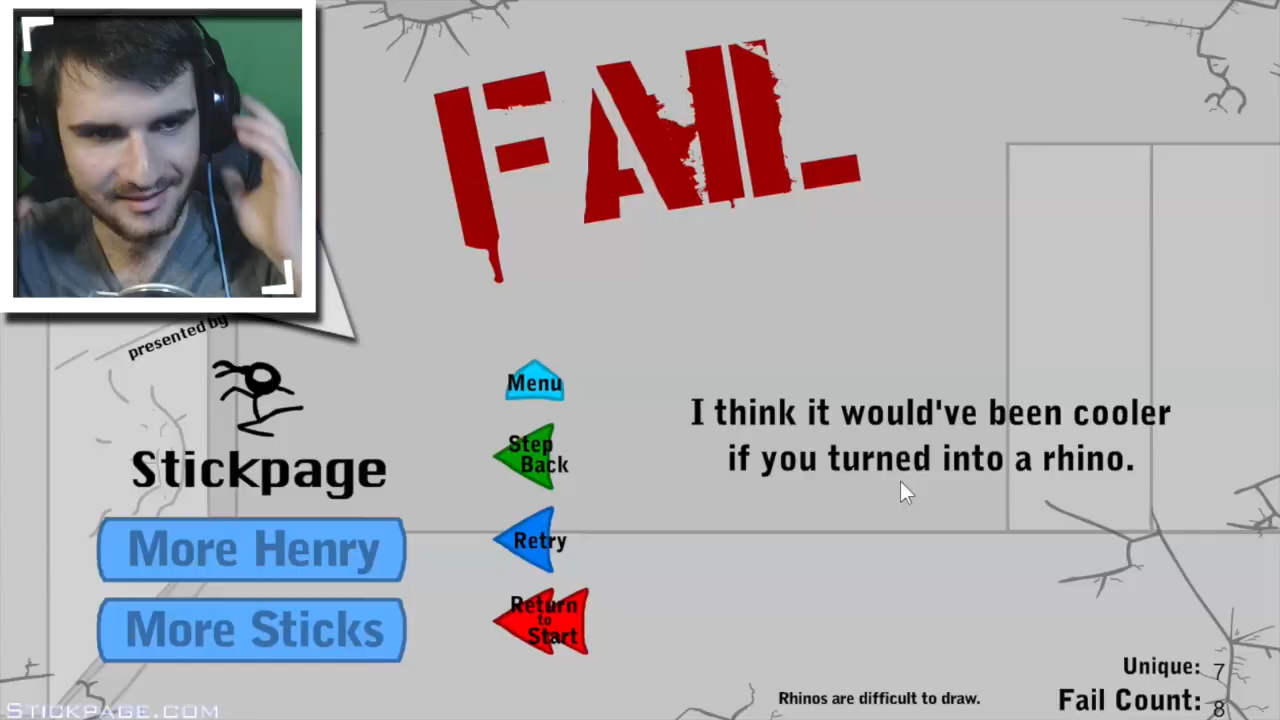 FAIL
presented by
Stickpage
More Henry
More Sticks
Menu
Step
Back
Retry
Return
to
Start
I think it would've been cooler
if you turned into a rhino.
Unique: 7
Fail Count: 8
Rhinos are difficult to draw.
STICKPAGE.COM